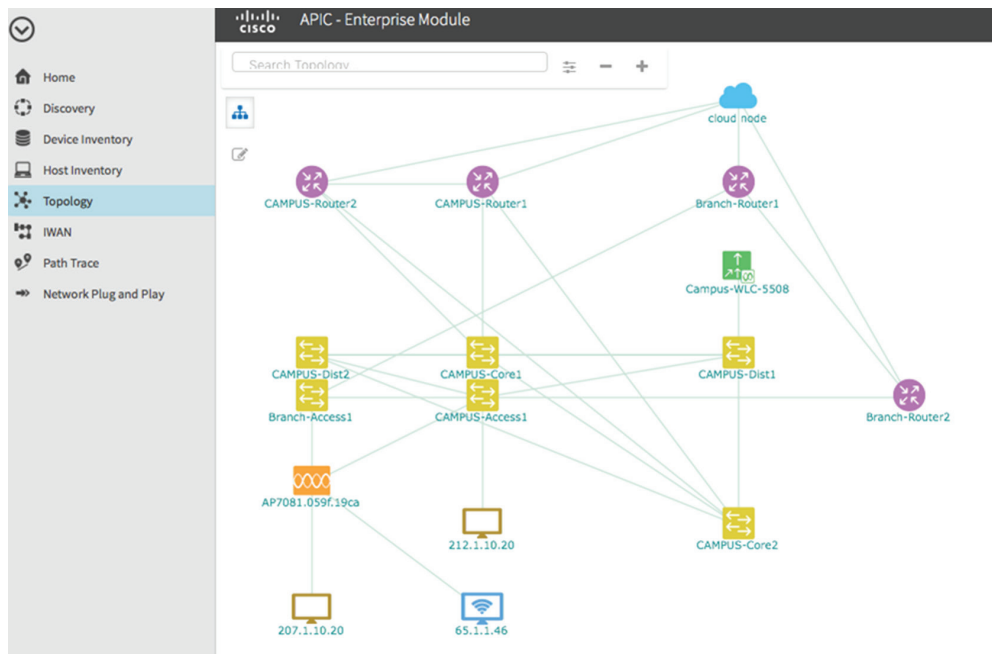 CISCO APIC - Enterprise Module
Home
Discovery
Device Inventory
Host Inventory
Topology
IWAN
Path Trace
Network Plug and Play
Search Topology
cloud node
CAMPUS-Router2
CAMPUS-Router1
Branch-Router1
Campus-WLC-5508
CAMPUS-Dist2
CAMPUS-Core1
CAMPUS-Dist1
Branch-Access1
CAMPUS-Access1
Branch-Router2
AP7081.059f.19ca
212.1.10.20
CAMPUS-Core2
207.1.10.20
65.1.1.46